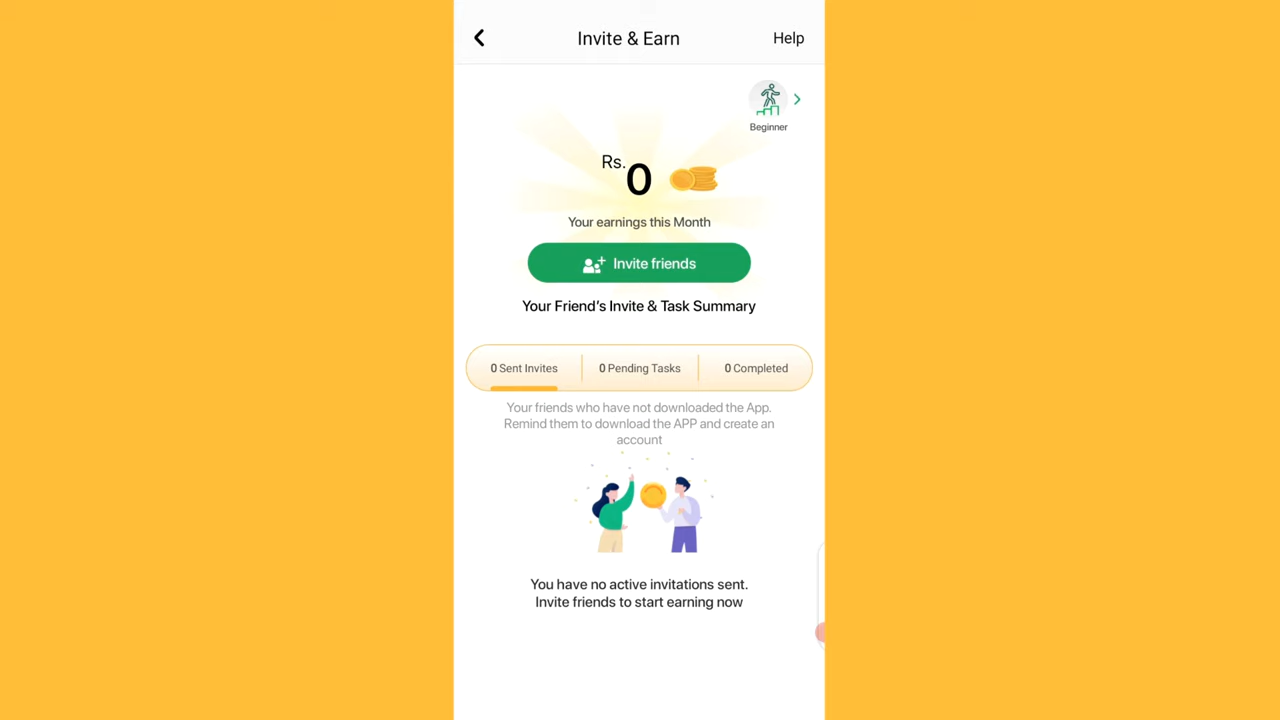 Invite & Earn
Help
Beginner
Rs. 0
Your earnings this Month
Invite friends
Your Friend's Invite & Task Summary
0 Sent Invites
0 Pending Tasks
0 Completed
Your friends who have not downloaded the App.
Remind them to download the APP and create an
account
You have no active invitations sent.
Invite friends to start earning now